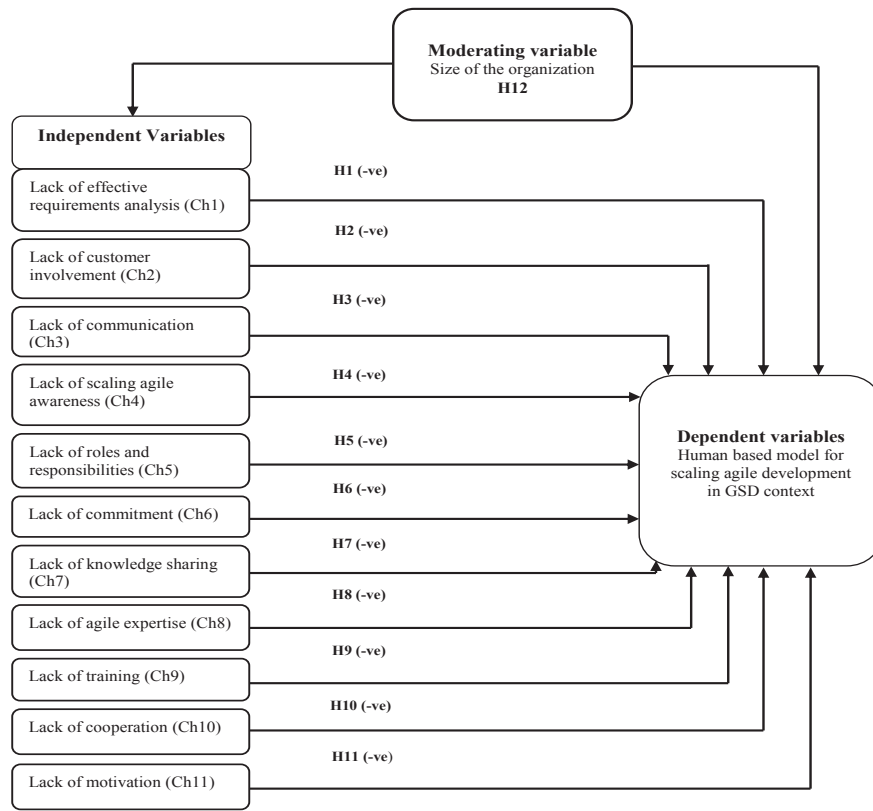 Moderating variable
Size of the organization
H12
Independent Variables
H1 (-ve)
Lack of effective
requirements analysis (Ch1)
H2 (-ve)
Lack of customer
involvement (Ch2)
H3 (-ve)
Lack of communication
(Ch3)
H4 (-ve)
Lack of scaling agile
awareness (Ch4)
H5 (-ve)
Lack of roles and
responsibilities (Ch5)
H6 (-ve)
Lack of commitment (Ch6)
H7 (-ve)
Lack of knowledge sharing
(Ch7)
H8 (-ve)
Lack of agile expertise (Ch8)
H9 (-ve)
Lack of training (Ch9)
H10 (-ve)
Lack of cooperation (Ch10)
H11 (-ve)
Lack of motivation (Ch11)
Dependent variables
Human based model for
scaling agile development
in GSD context